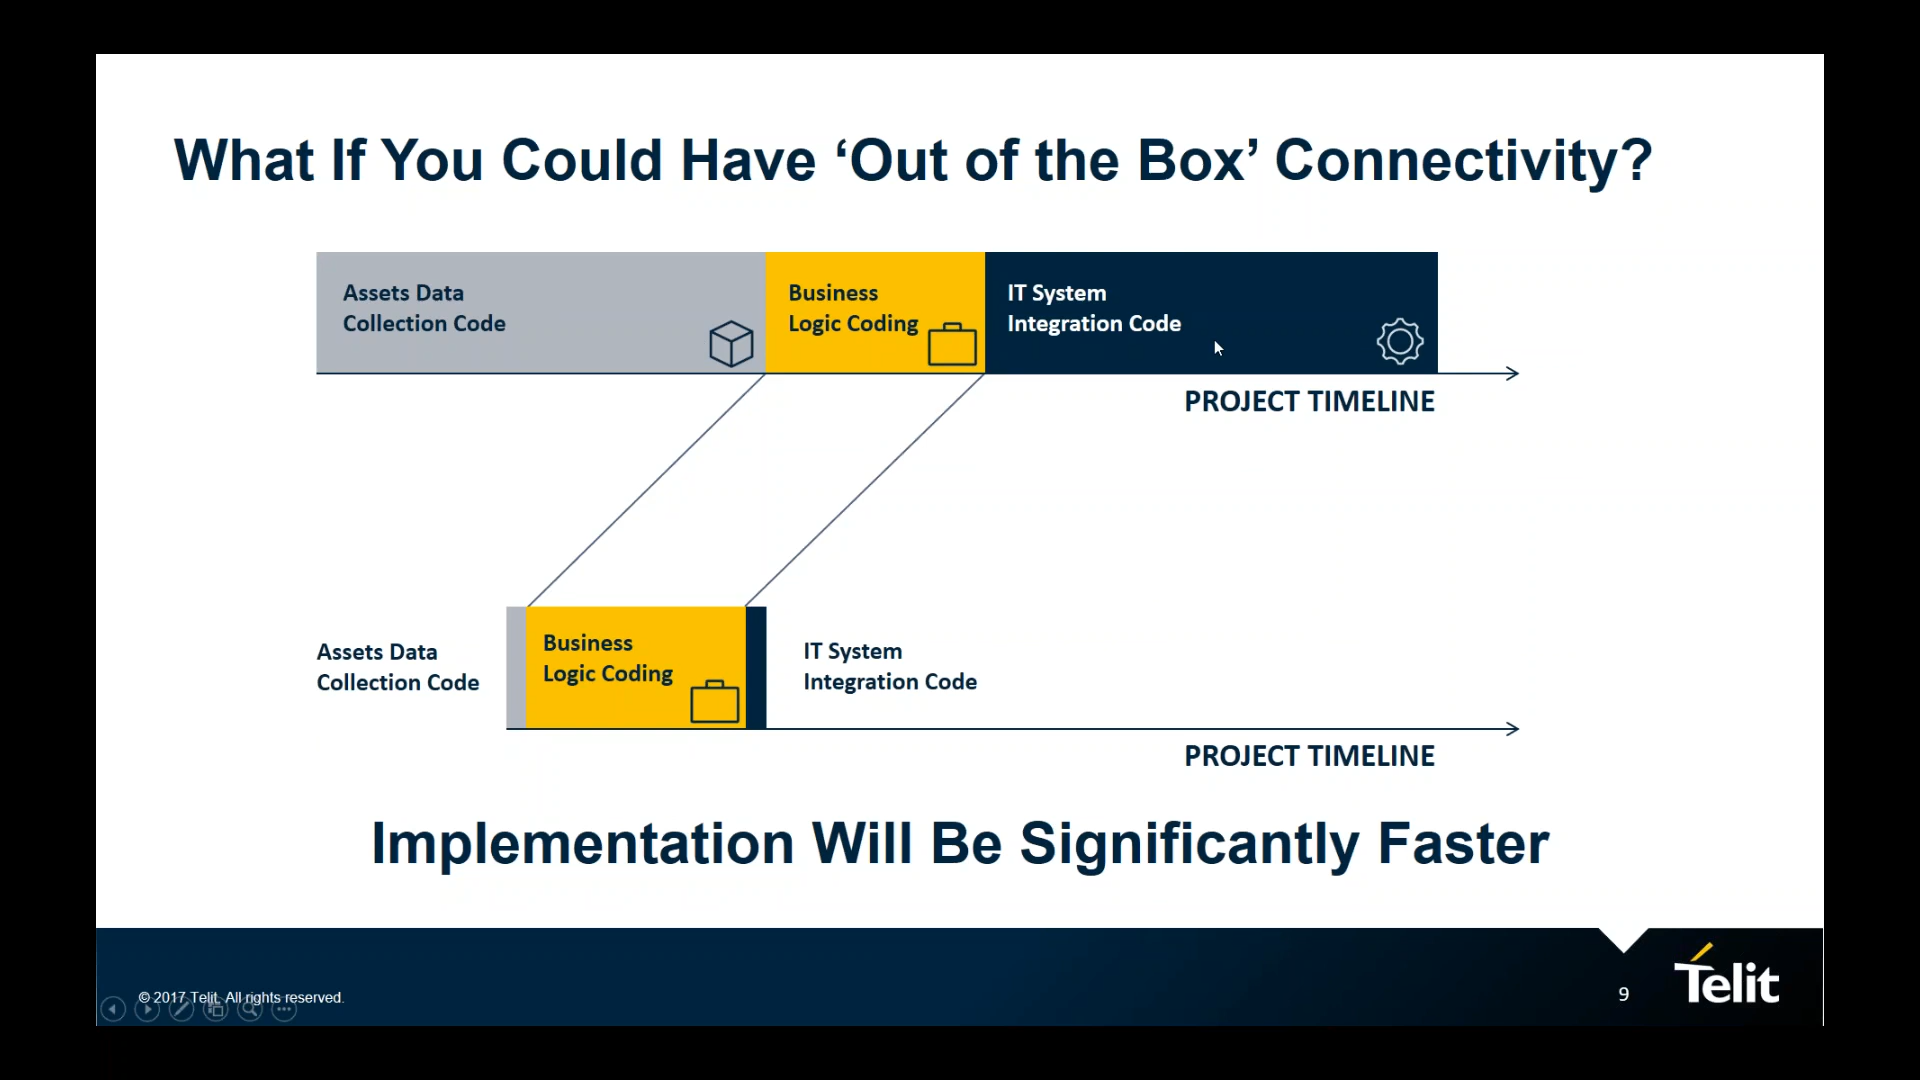 What If You Could Have ‘Out of the Box’ Connectivity?
Assets Data
Collection Code
Business
Logic Coding
IT System
Integration Code
PROJECT TIMELINE
Assets Data
Collection Code
Business
Logic Coding
IT System
Integration Code
PROJECT TIMELINE
Implementation Will Be Significantly Faster
© 2017 Telit. All rights reserved.
9
Telit